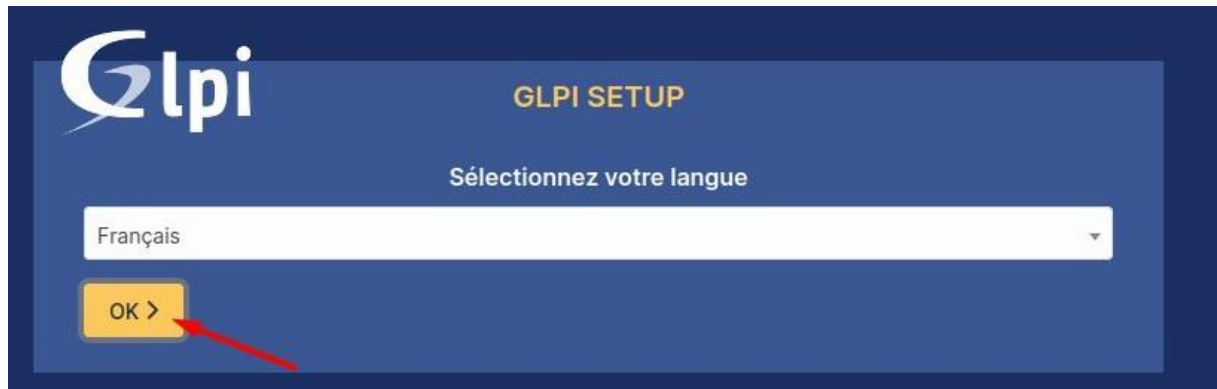 Glpi
GLPI SETUP
Sélectionnez votre langue
Français
OK >